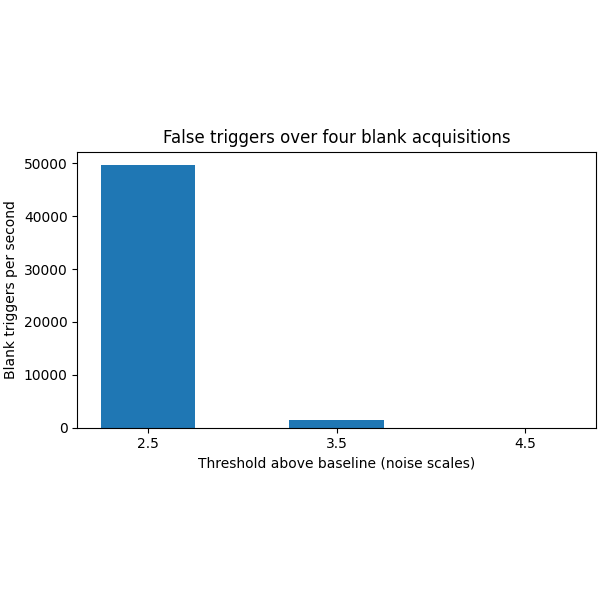 False triggers over four blank acquisitions
Blank triggers per second
50000
40000
30000
20000
10000
0
2.5 3.5 4.5
Threshold above baseline (noise scales)